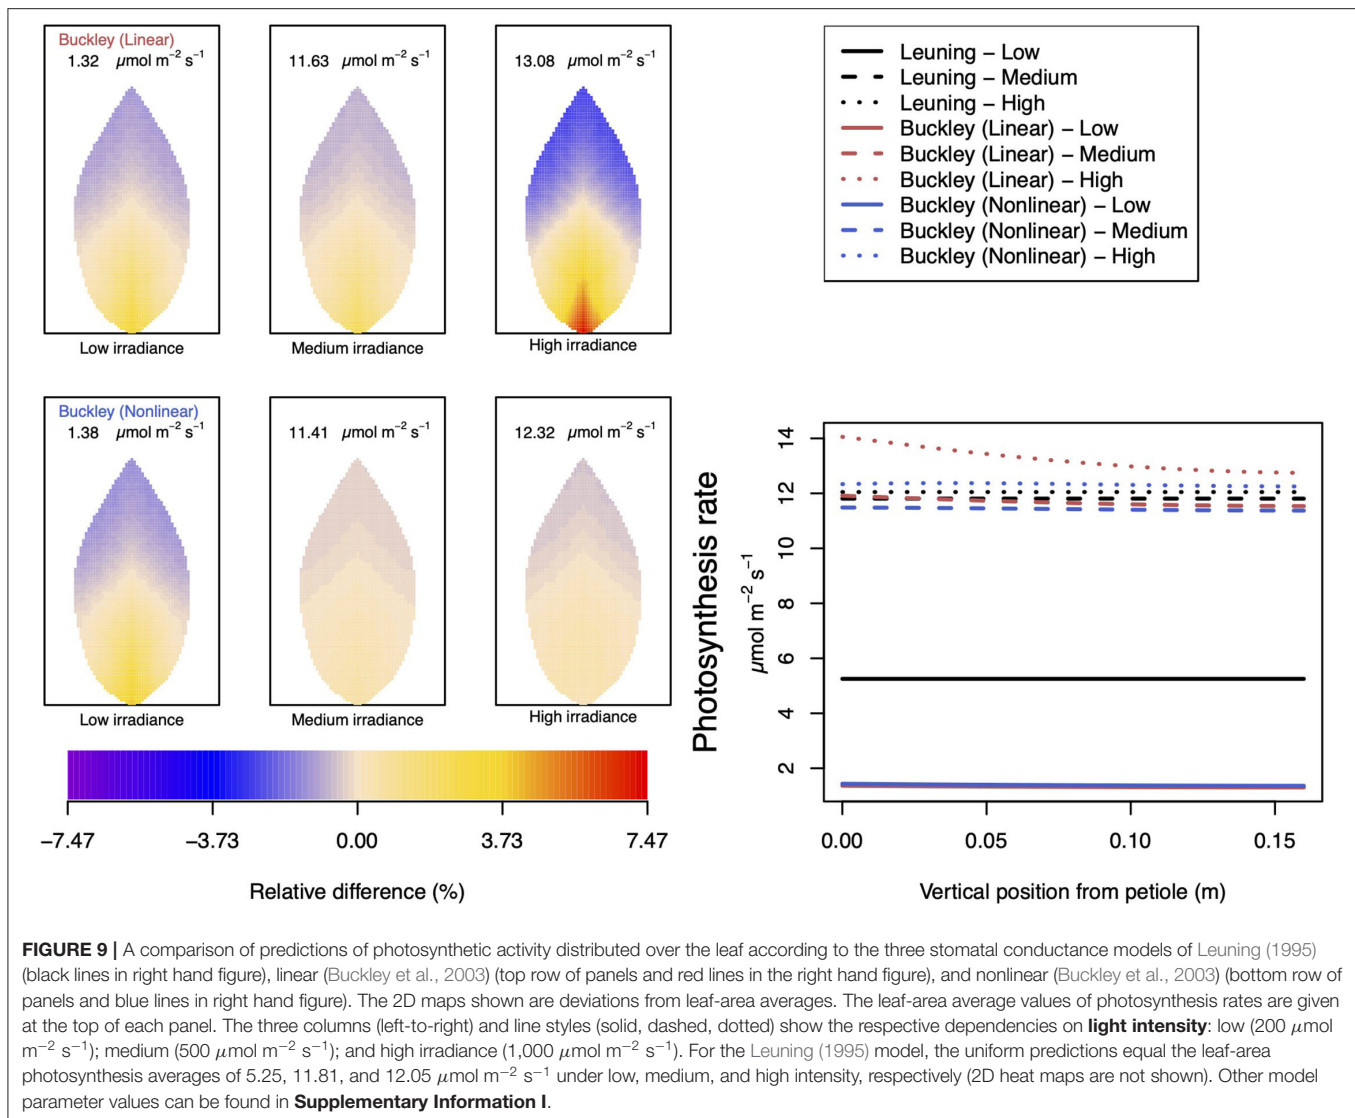 Buckley (Linear)
1.32 μmol m−2 s−1
11.63 μmol m−2 s−1
13.08 μmol m−2 s−1
Low irradiance
Medium irradiance
High irradiance
Buckley (Nonlinear)
1.38 μmol m−2 s−1
11.41 μmol m−2 s−1
12.32 μmol m−2 s−1
Low irradiance
Medium irradiance
High irradiance
−7.47 −3.73 0.00 3.73 7.47
Relative difference (%)
Leuning – Low
Leuning – Medium
Leuning – High
Buckley (Linear) – Low
Buckley (Linear) – Medium
Buckley (Linear) – High
Buckley (Nonlinear) – Low
Buckley (Nonlinear) – Medium
Buckley (Nonlinear) – High
Photosynthesis rate
μmol m−2 s−1
14
12
10
8
6
4
2
0.00 0.05 0.10 0.15
Vertical position from petiole (m)
FIGURE 9 | A comparison of predictions of photosynthetic activity distributed over the leaf according to the three stomatal conductance models of Leuning (1995)
(black lines in right hand figure), linear (Buckley et al., 2003) (top row of panels and red lines in the right hand figure), and nonlinear (Buckley et al., 2003) (bottom row of
panels and blue lines in right hand figure). The 2D maps shown are deviations from leaf-area averages. The leaf-area average values of photosynthesis rates are given
at the top of each panel. The three columns (left-to-right) and line styles (solid, dashed, dotted) show the respective dependencies on light intensity: low (200 μmol
m−2 s−1); medium (500 μmol m−2 s−1); and high irradiance (1,000 μmol m−2 s−1). For the Leuning (1995) model, the uniform predictions equal the leaf-area
photosynthesis averages of 5.25, 11.81, and 12.05 μmol m−2 s−1 under low, medium, and high intensity, respectively (2D heat maps are not shown). Other model
parameter values can be found in Supplementary Information I.